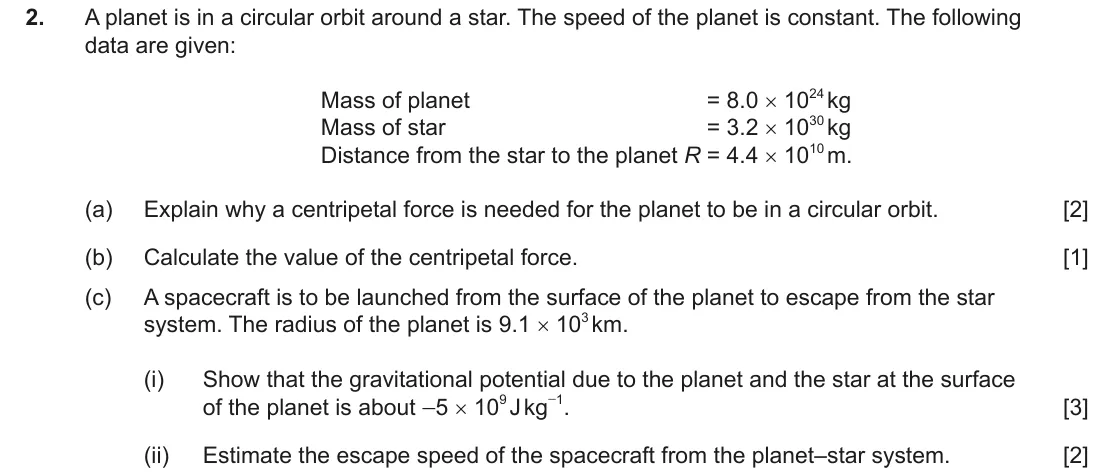 2. A planet is in a circular orbit around a star. The speed of the planet is constant. The following
data are given:
Mass of planet = 8.0 × 10²⁴ kg
Mass of star = 3.2 × 10³⁰ kg
Distance from the star to the planet R = 4.4 × 10¹⁰ m.
(a) Explain why a centripetal force is needed for the planet to be in a circular orbit. [2]
(b) Calculate the value of the centripetal force. [1]
(c) A spacecraft is to be launched from the surface of the planet to escape from the star
system. The radius of the planet is 9.1 × 10³ km.
(i) Show that the gravitational potential due to the planet and the star at the surface
of the planet is about –5 × 10⁹ J kg⁻¹. [3]
(ii) Estimate the escape speed of the spacecraft from the planet–star system. [2]